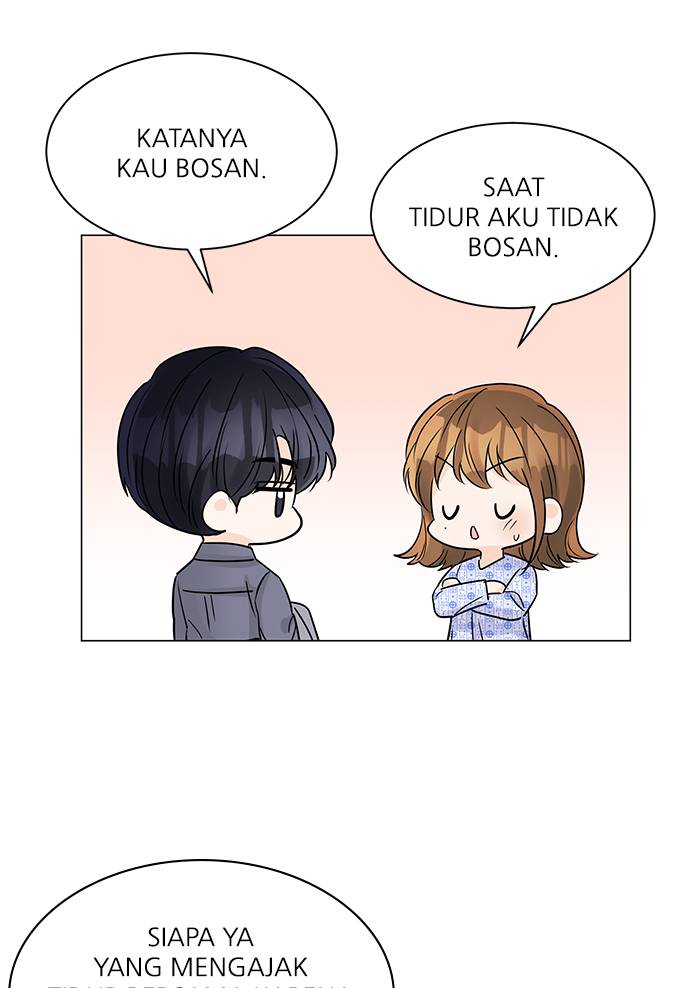 KATANYA
KAU BOSAN.
SAAT
TIDUR AKU TIDAK
BOSAN.
SIAPA YA
YANG MENGAJAK